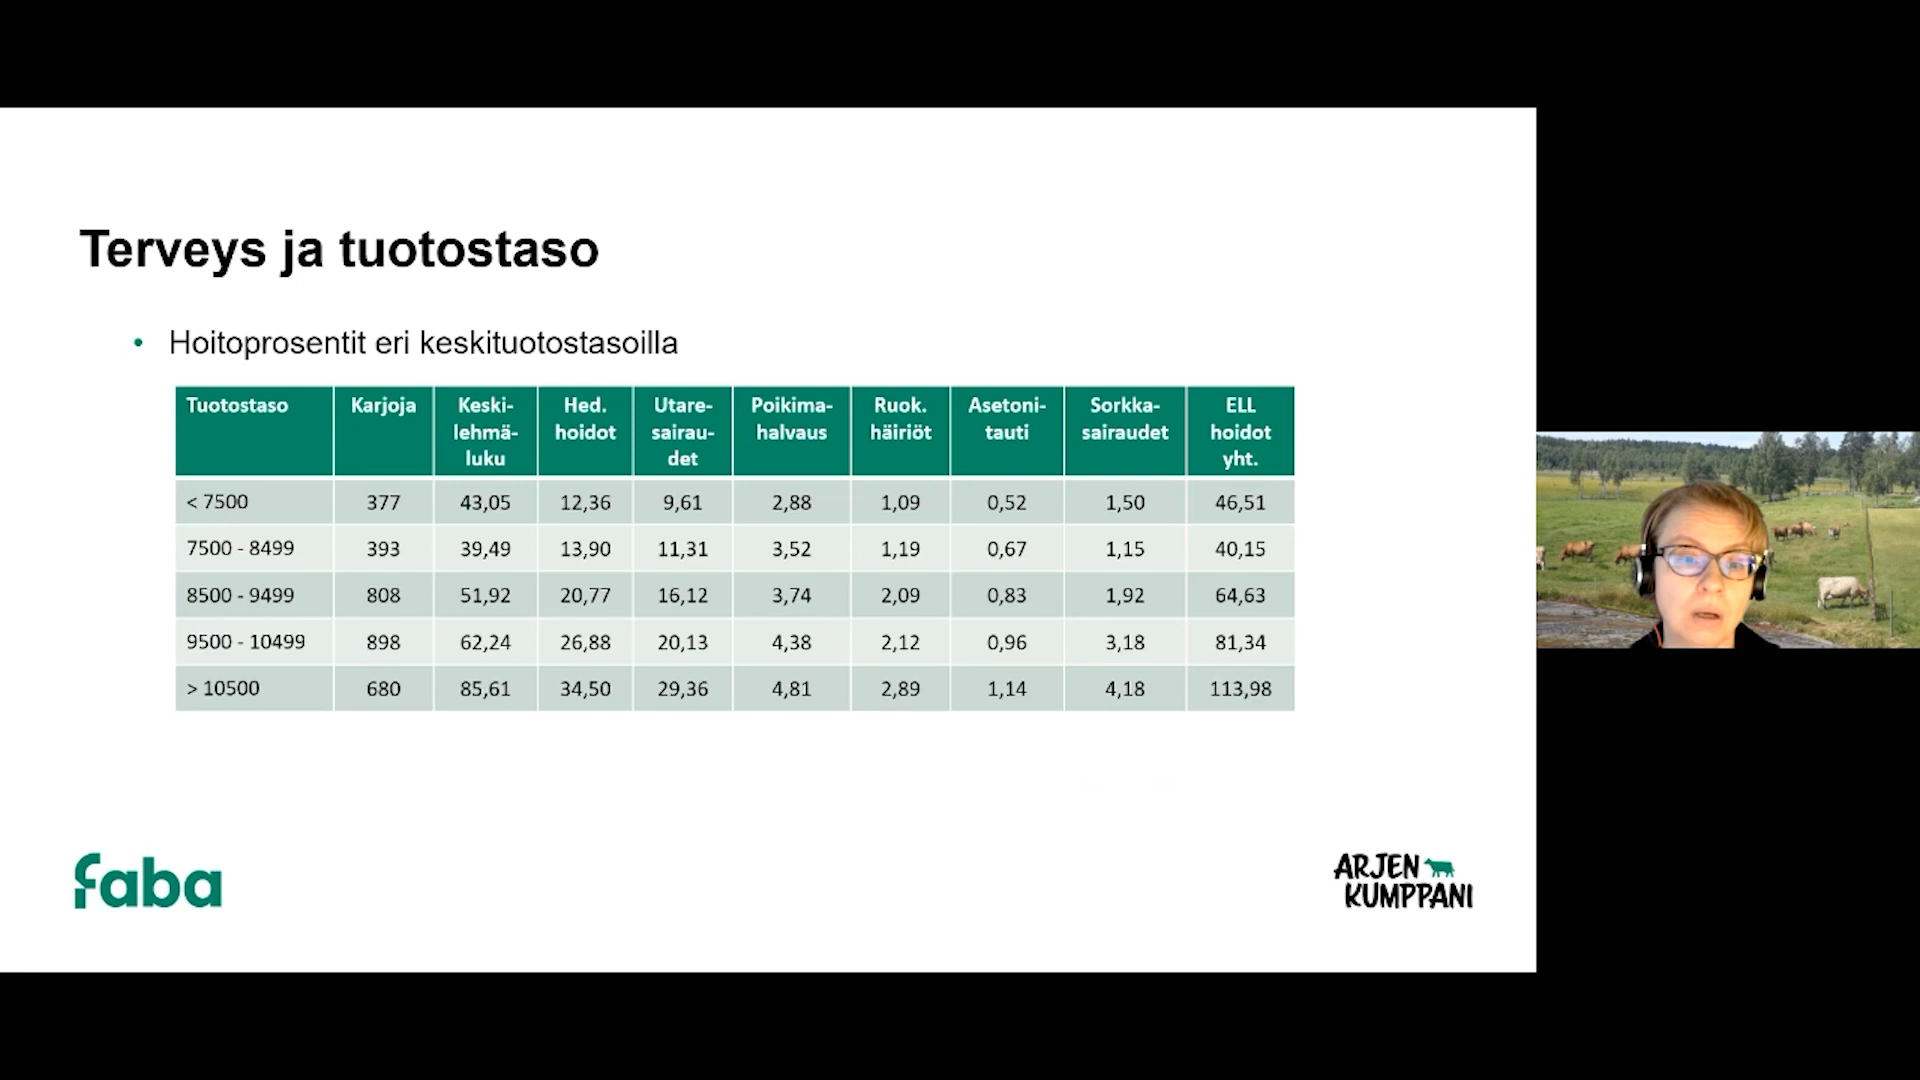 Terveys ja tuotostaso
• Hoitoprosentit eri keskituotostasoilla
Tuotostaso Karjoja Keski-lehmä-luku Hed. hoidot Utare-sairau-det Poikima-halvaus Ruok. häiriöt Asetoni-tauti Sorkka-sairaudet ELL hoidot yht.
< 7500 377 43,05 12,36 9,61 2,88 1,09 0,52 1,50 46,51
7500 - 8499 393 39,49 13,90 11,31 3,52 1,19 0,67 1,15 40,15
8500 - 9499 808 51,92 20,77 16,12 3,74 2,09 0,83 1,92 64,63
9500 - 10499 898 62,24 26,88 20,13 4,38 2,12 0,96 3,18 81,34
> 10500 680 85,61 34,50 29,36 4,81 2,89 1,14 4,18 113,98
faba
ARJEN
KUMPPANI